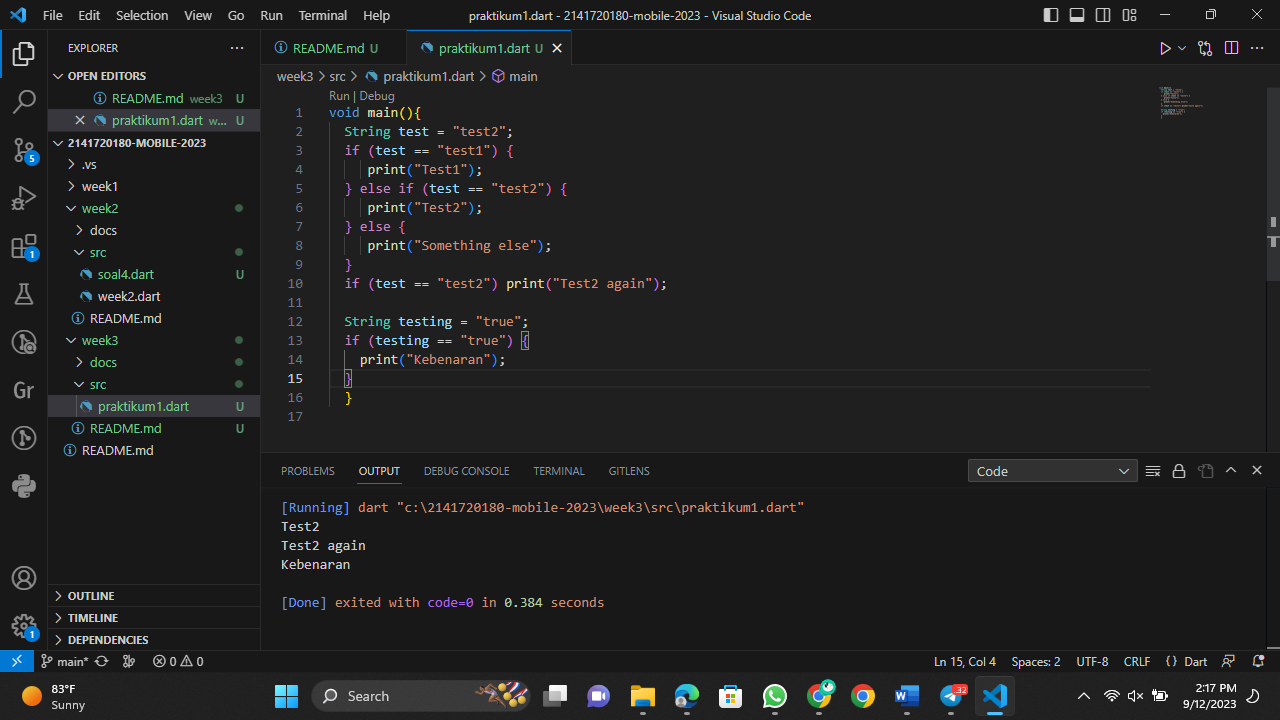 File Edit Selection View Go Run Terminal Help
praktikum1.dart - 2141720180-mobile-2023 - Visual Studio Code
EXPLORER
OPEN EDITORS
README.md week3 U
praktikum1.dart w... U
2141720180-MOBILE-2023
.vs
week1
week2
docs
src
soal4.dart U
week2.dart
README.md
week3
docs
src
praktikum1.dart U
README.md U
README.md
OUTLINE
TIMELINE
DEPENDENCIES
5
1
Gr
1
README.md U
praktikum1.dart U
week3 > src > praktikum1.dart > main
Run | Debug
1 void main(){
2 String test = "test2";
3 if (test == "test1") {
4 print("Test1");
5 } else if (test == "test2") {
6 print("Test2");
7 } else {
8 print("Something else");
9 }
10 if (test == "test2") print("Test2 again");
11
12 String testing = "true";
13 if (testing == "true") {
14 print("Kebenaran");
15 }
16 }
17
PROBLEMS OUTPUT DEBUG CONSOLE TERMINAL GITLENS
Code
[Running] dart "c:\2141720180-mobile-2023\week3\src\praktikum1.dart"
Test2
Test2 again
Kebenaran
[Done] exited with code=0 in 0.384 seconds
main* 0 0
Ln 15, Col 4 Spaces: 2 UTF-8 CRLF {} Dart
83°F
Sunny
Search
32
2:17 PM
9/12/2023